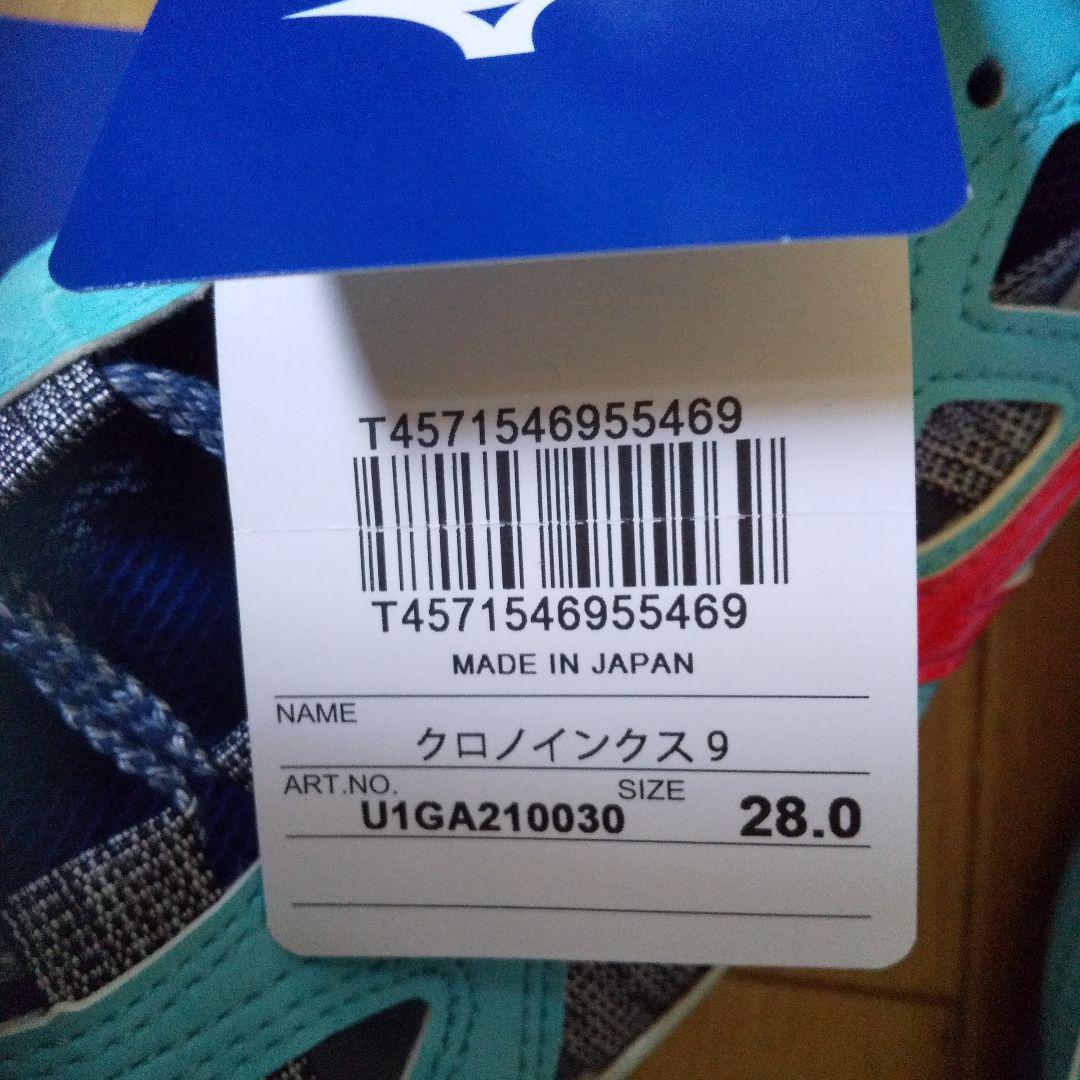 T4571546955469
T4571546955469
MADE IN JAPAN
NAME
クロノインクス9
ART.NO.
U1GA210030
SIZE
28.0